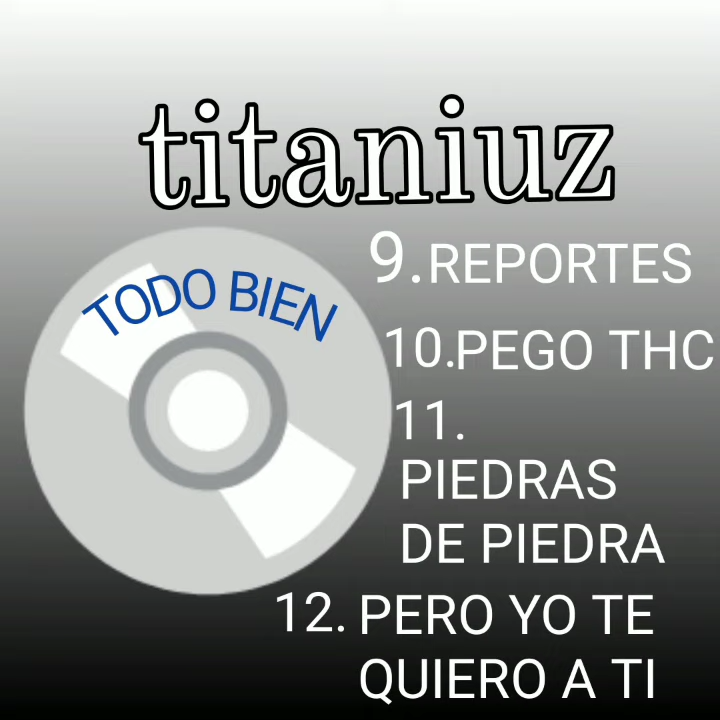 titaniuz
TODO BIEN
9.REPORTES
10.PEGO THC
11.
PIEDRAS
DE PIEDRA
12. PERO YO TE
QUIERO A TI